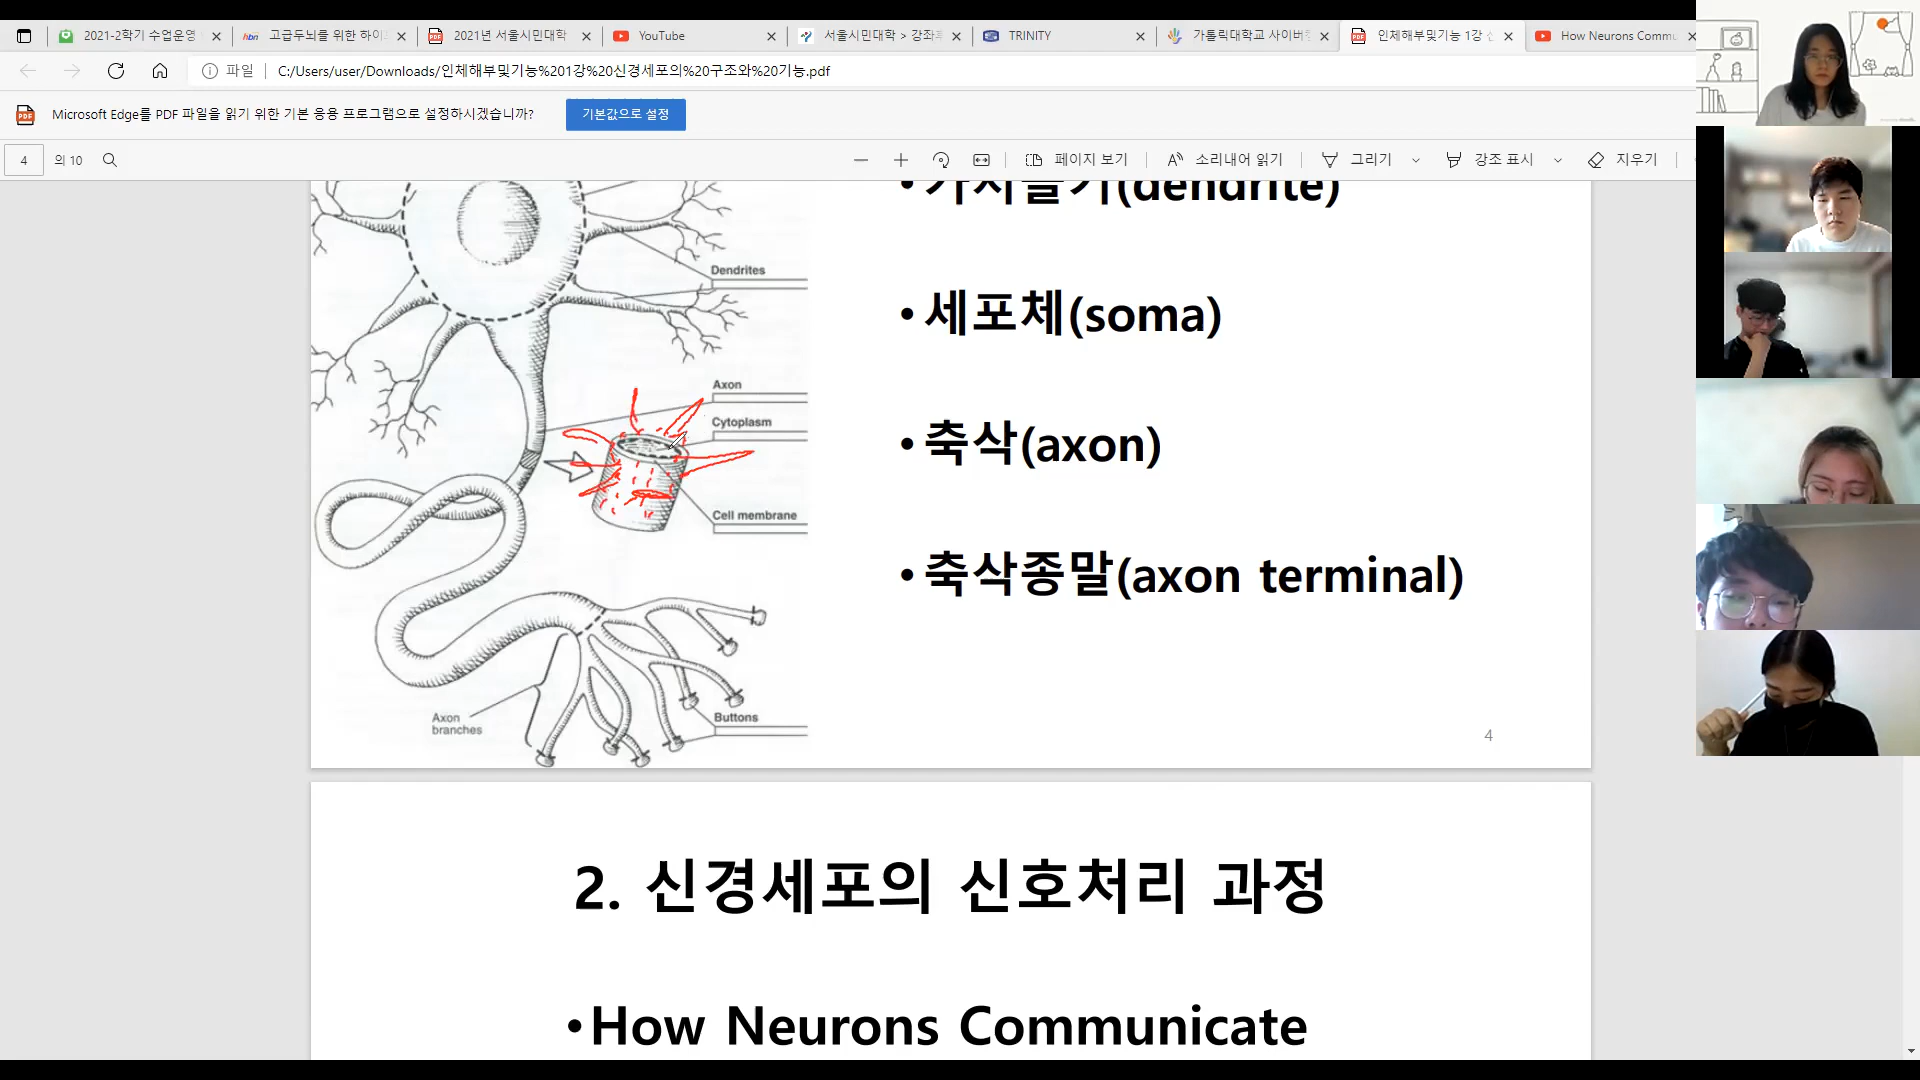 2021-2학기 수업운영
고급두뇌를 위한 하이
2021년 서울시민대학
YouTube
서울시민대학 > 강좌
TRINITY
가톨릭대학교 사이버
인체해부및기능 1강
How Neurons Commu
파일
C:/Users/user/Downloads/인체해부및기능%201강%20신경세포의%20구조와%20기능.pdf
Microsoft Edge를 PDF 파일을 읽기 위한 기본 응용 프로그램으로 설정하시겠습니까?
기본값으로 설정
4 의 10
페이지 보기
소리내어 읽기
그리기
강조 표시
지우기
•가지돌기(dendrite)
Dendrites
•세포체(soma)
Axon
Cytoplasm
•축삭(axon)
Cell membrane
•축삭종말(axon terminal)
Axon
branches
Buttons
4
2. 신경세포의 신호처리 과정
•How Neurons Communicate